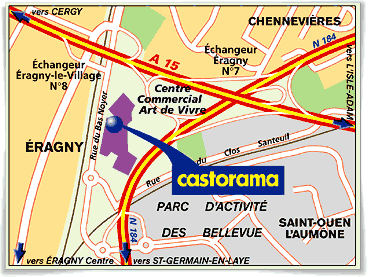 vers CERGY
CHENNEVIÈRES
N 184
vers L'ISLE-ADAM
A 15
Échangeur
Éragny
N°7
Échangeur
Éragny-le-Village
N°8
Centre
Commercial
Art de Vivre
Rue du Bas Noyer
ÉRAGNY
Rue du Clos Santeuil
castorama
PARC D'ACTIVITÉ
DES BELLEVUE
SAINT-OUEN
L'AUMÔNE
N 184
vers ÉRAGNY Centre
vers ST-GERMAIN-EN-LAYE